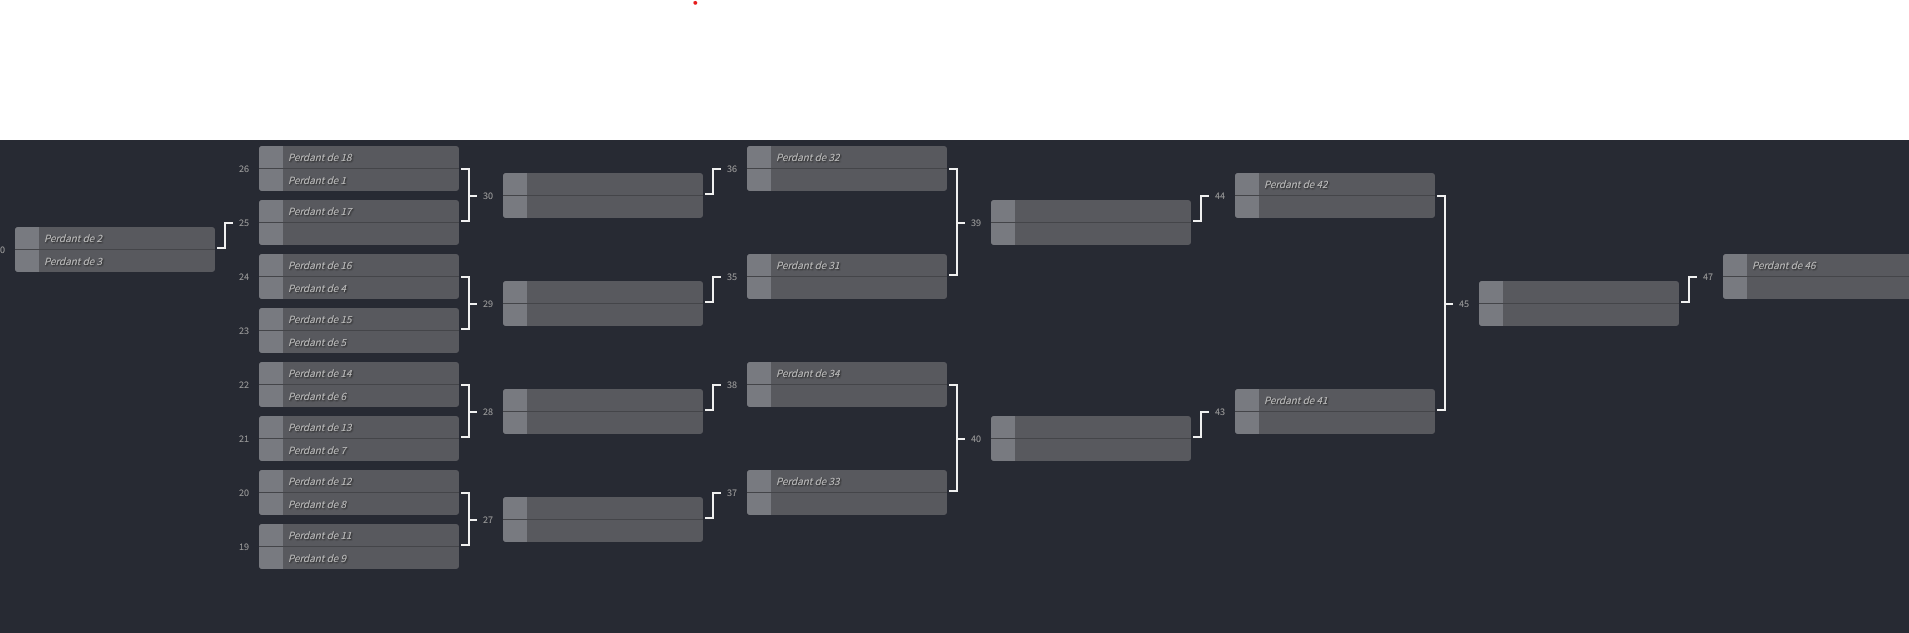 0
Perdant de 2
Perdant de 3
26
Perdant de 18
Perdant de 1
25
Perdant de 17
24
Perdant de 16
Perdant de 4
23
Perdant de 15
Perdant de 5
22
Perdant de 14
Perdant de 6
21
Perdant de 13
Perdant de 7
20
Perdant de 12
Perdant de 8
19
Perdant de 11
Perdant de 9
30
29
28
27
36
Perdant de 32
35
Perdant de 31
38
Perdant de 34
37
Perdant de 33
39
40
44
Perdant de 42
43
Perdant de 41
45
47
Perdant de 46